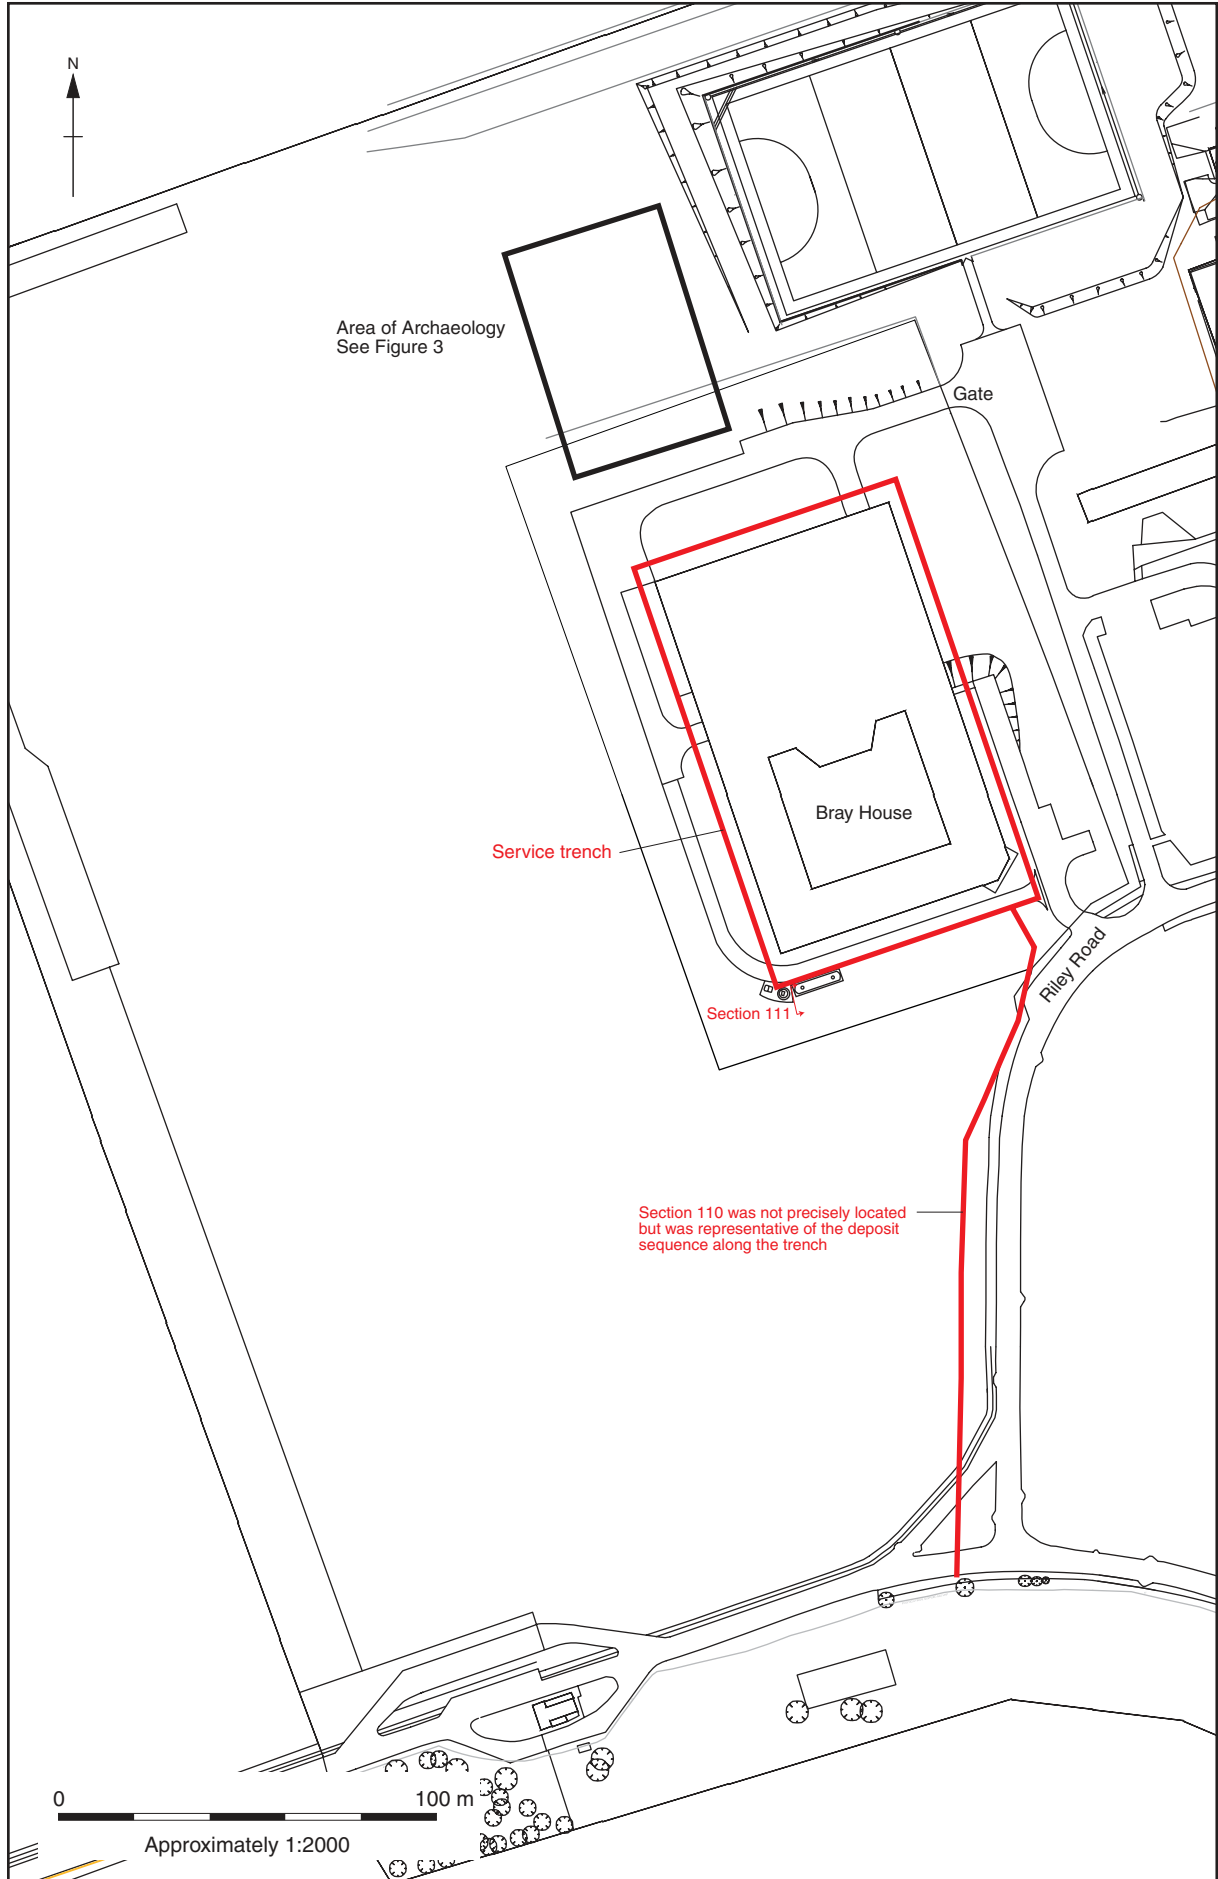 N
Area of Archaeology
See Figure 3
Gate
Bray House
Service trench
Riley Road
Section 111
Section 110 was not precisely located
but was representative of the deposit
sequence along the trench
0 100 m
Approximately 1:2000